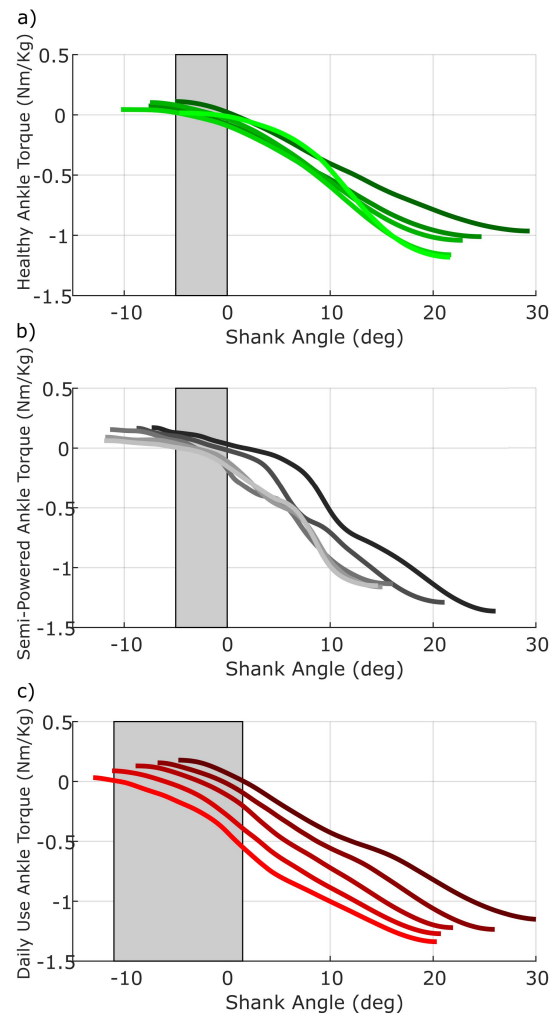 a)
Healthy Ankle Torque (Nm/Kg)
0.5
0
-0.5
-1
-1.5
-10 0 10 20 30
Shank Angle (deg)
b)
Semi-Powered Ankle Torque (Nm/Kg)
0.5
0
-0.5
-1
-1.5
-10 0 10 20 30
Shank Angle (deg)
c)
Daily Use Ankle Torque (Nm/Kg)
0.5
0
-0.5
-1
-1.5
-10 0 10 20 30
Shank Angle (deg)